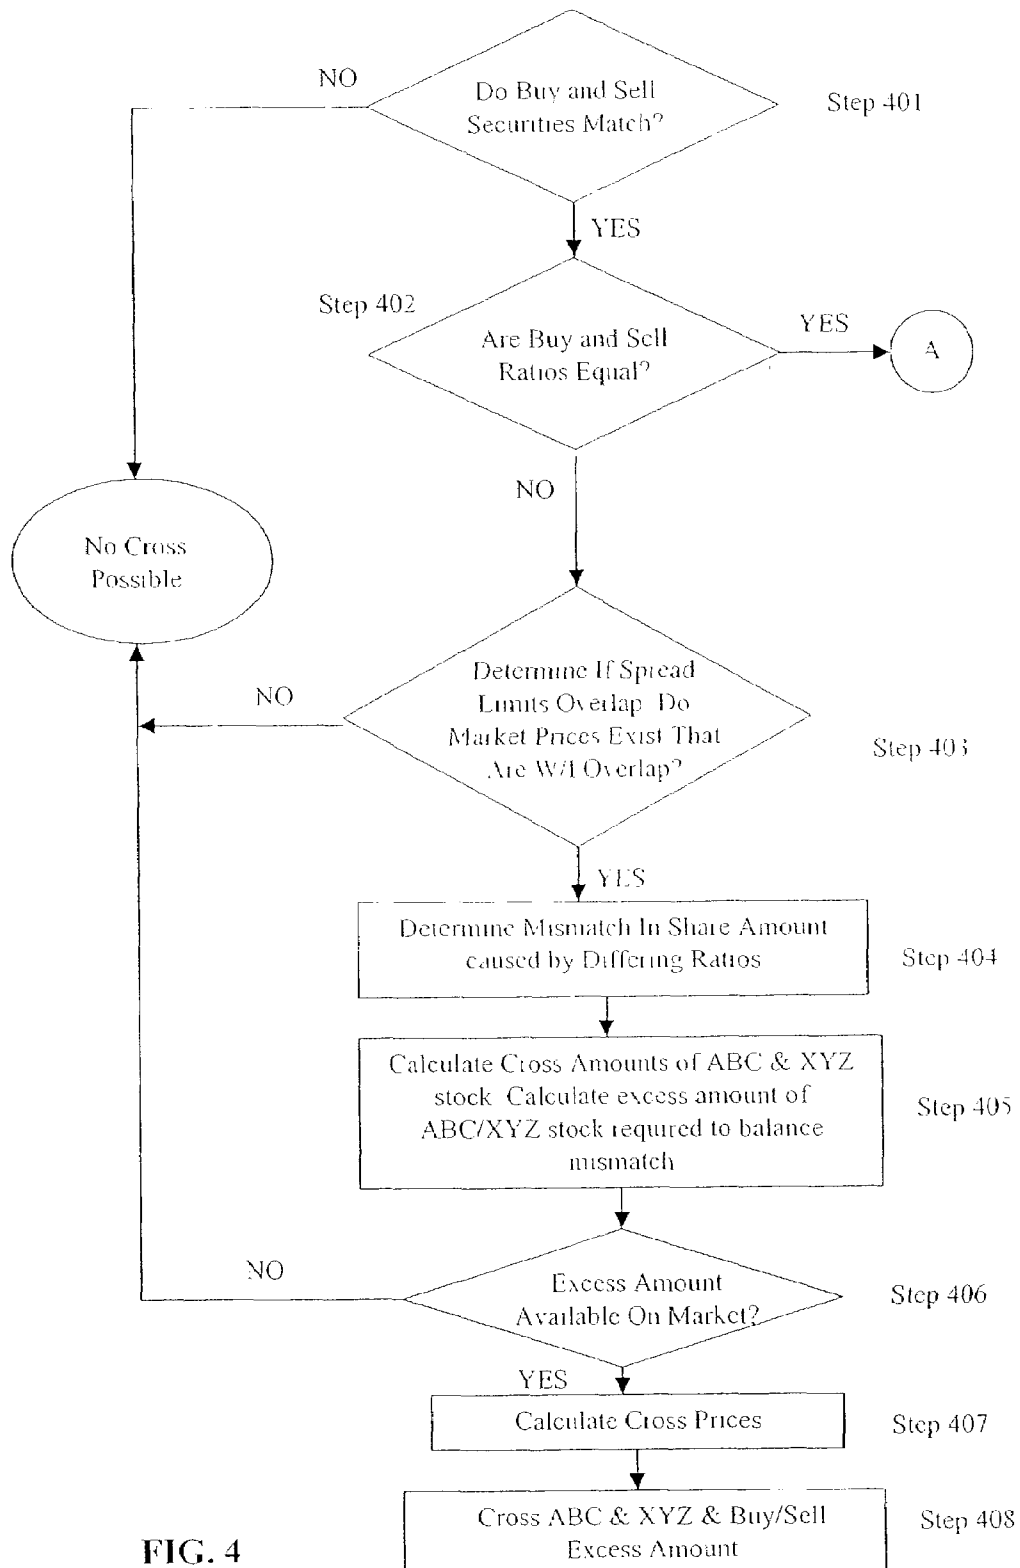 NO
Do Buy and Sell
Securities Match?
Step 401
YES
Step 402
Are Buy and Sell
Ratios Equal?
YES
A
NO
No Cross
Possible
Determine If Spread
Limits Overlap Do
Market Prices Exist That
Are W/I Overlap?
NO
Step 403
YES
Determine Mismatch In Share Amount
caused by Differing Ratios
Step 404
Calculate Cross Amounts of ABC & XYZ
stock Calculate excess amount of
ABC/XYZ stock required to balance
mismatch
Step 405
NO
Excess Amount
Available On Market?
Step 406
YES
Calculate Cross Prices
Step 407
Cross ABC & XYZ & Buy/Sell
Excess Amount
Step 408
FIG. 4